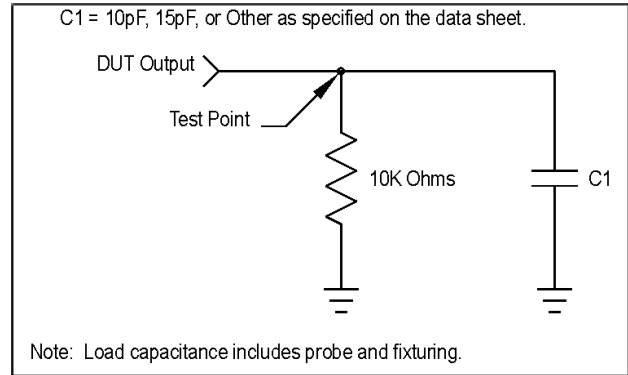 C1 = 10pF, 15pF, or Other as specified on the data sheet.
DUT Output
Test Point
10K Ohms
C1
Note: Load capacitance includes probe and fixturing.